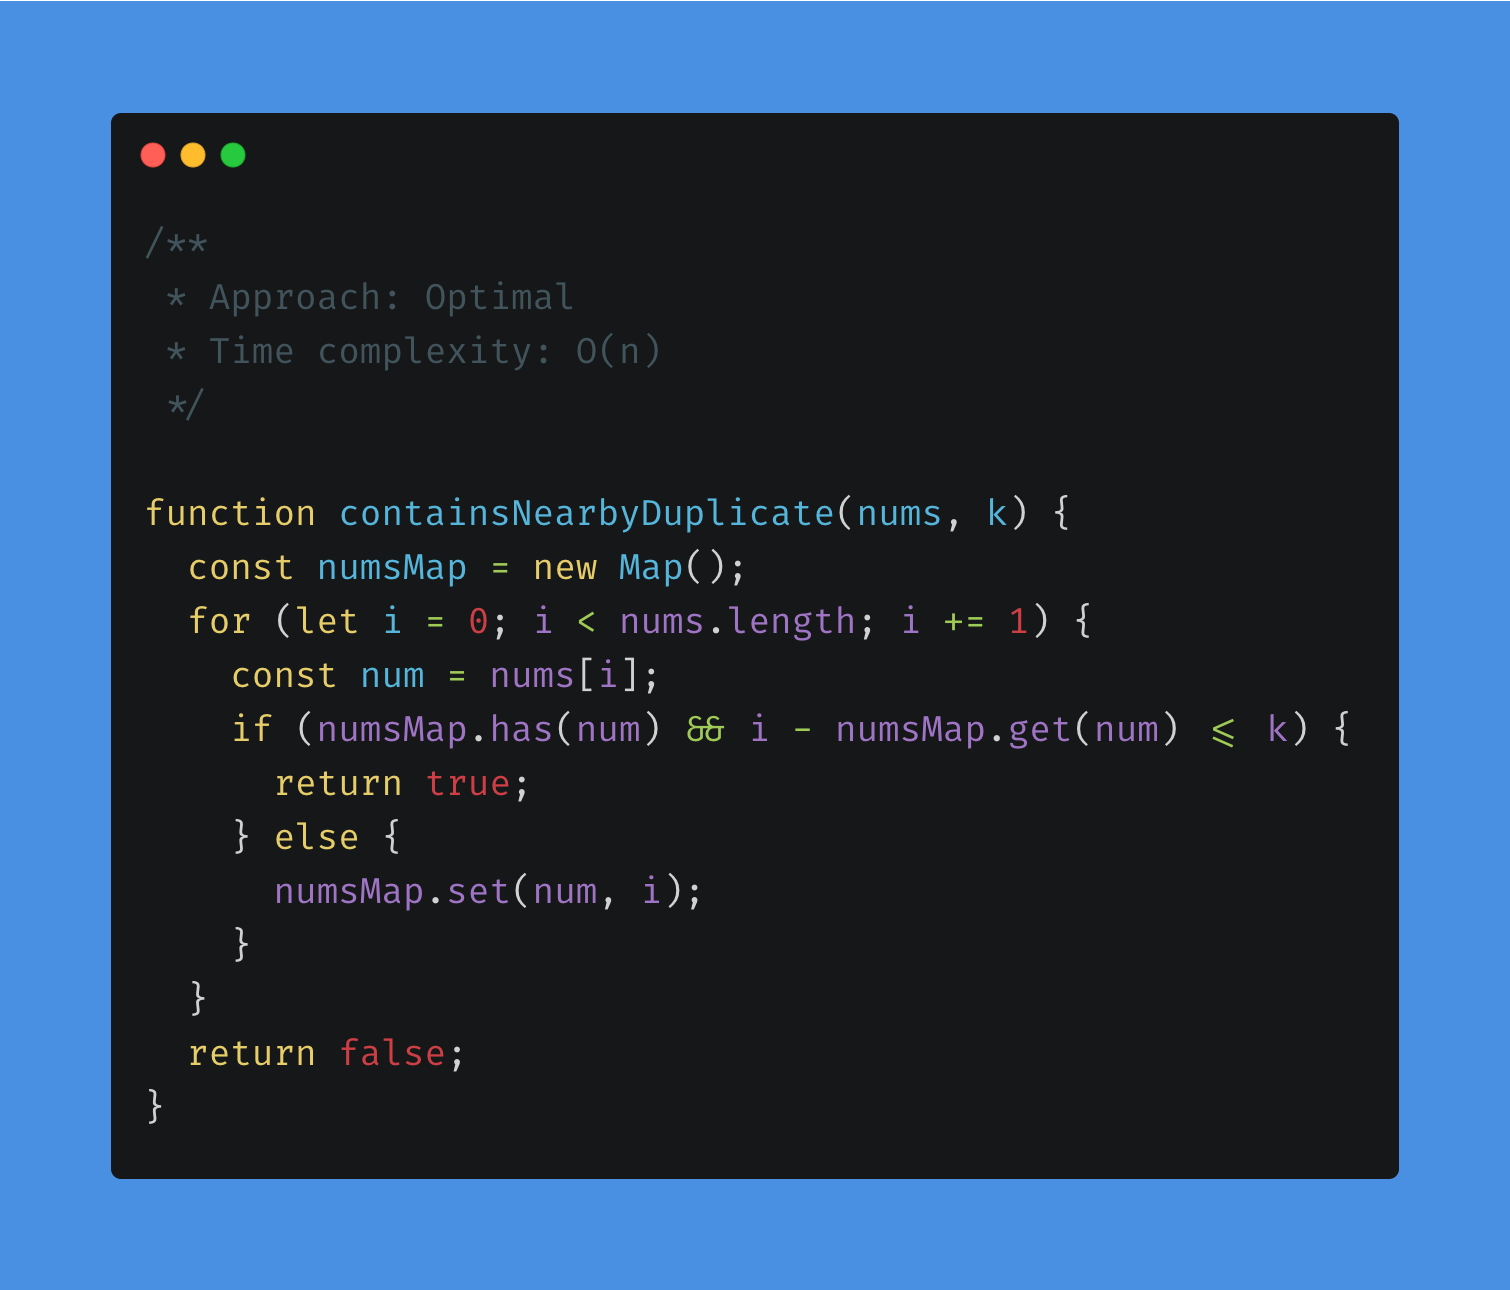 /**
 * Approach: Optimal
 * Time complexity: O(n)
 */

function containsNearbyDuplicate(nums, k) {
  const numsMap = new Map();
  for (let i = 0; i < nums.length; i += 1) {
    const num = nums[i];
    if (numsMap.has(num) && i - numsMap.get(num) <= k) {
      return true;
    } else {
      numsMap.set(num, i);
    }
  }
  return false;
}